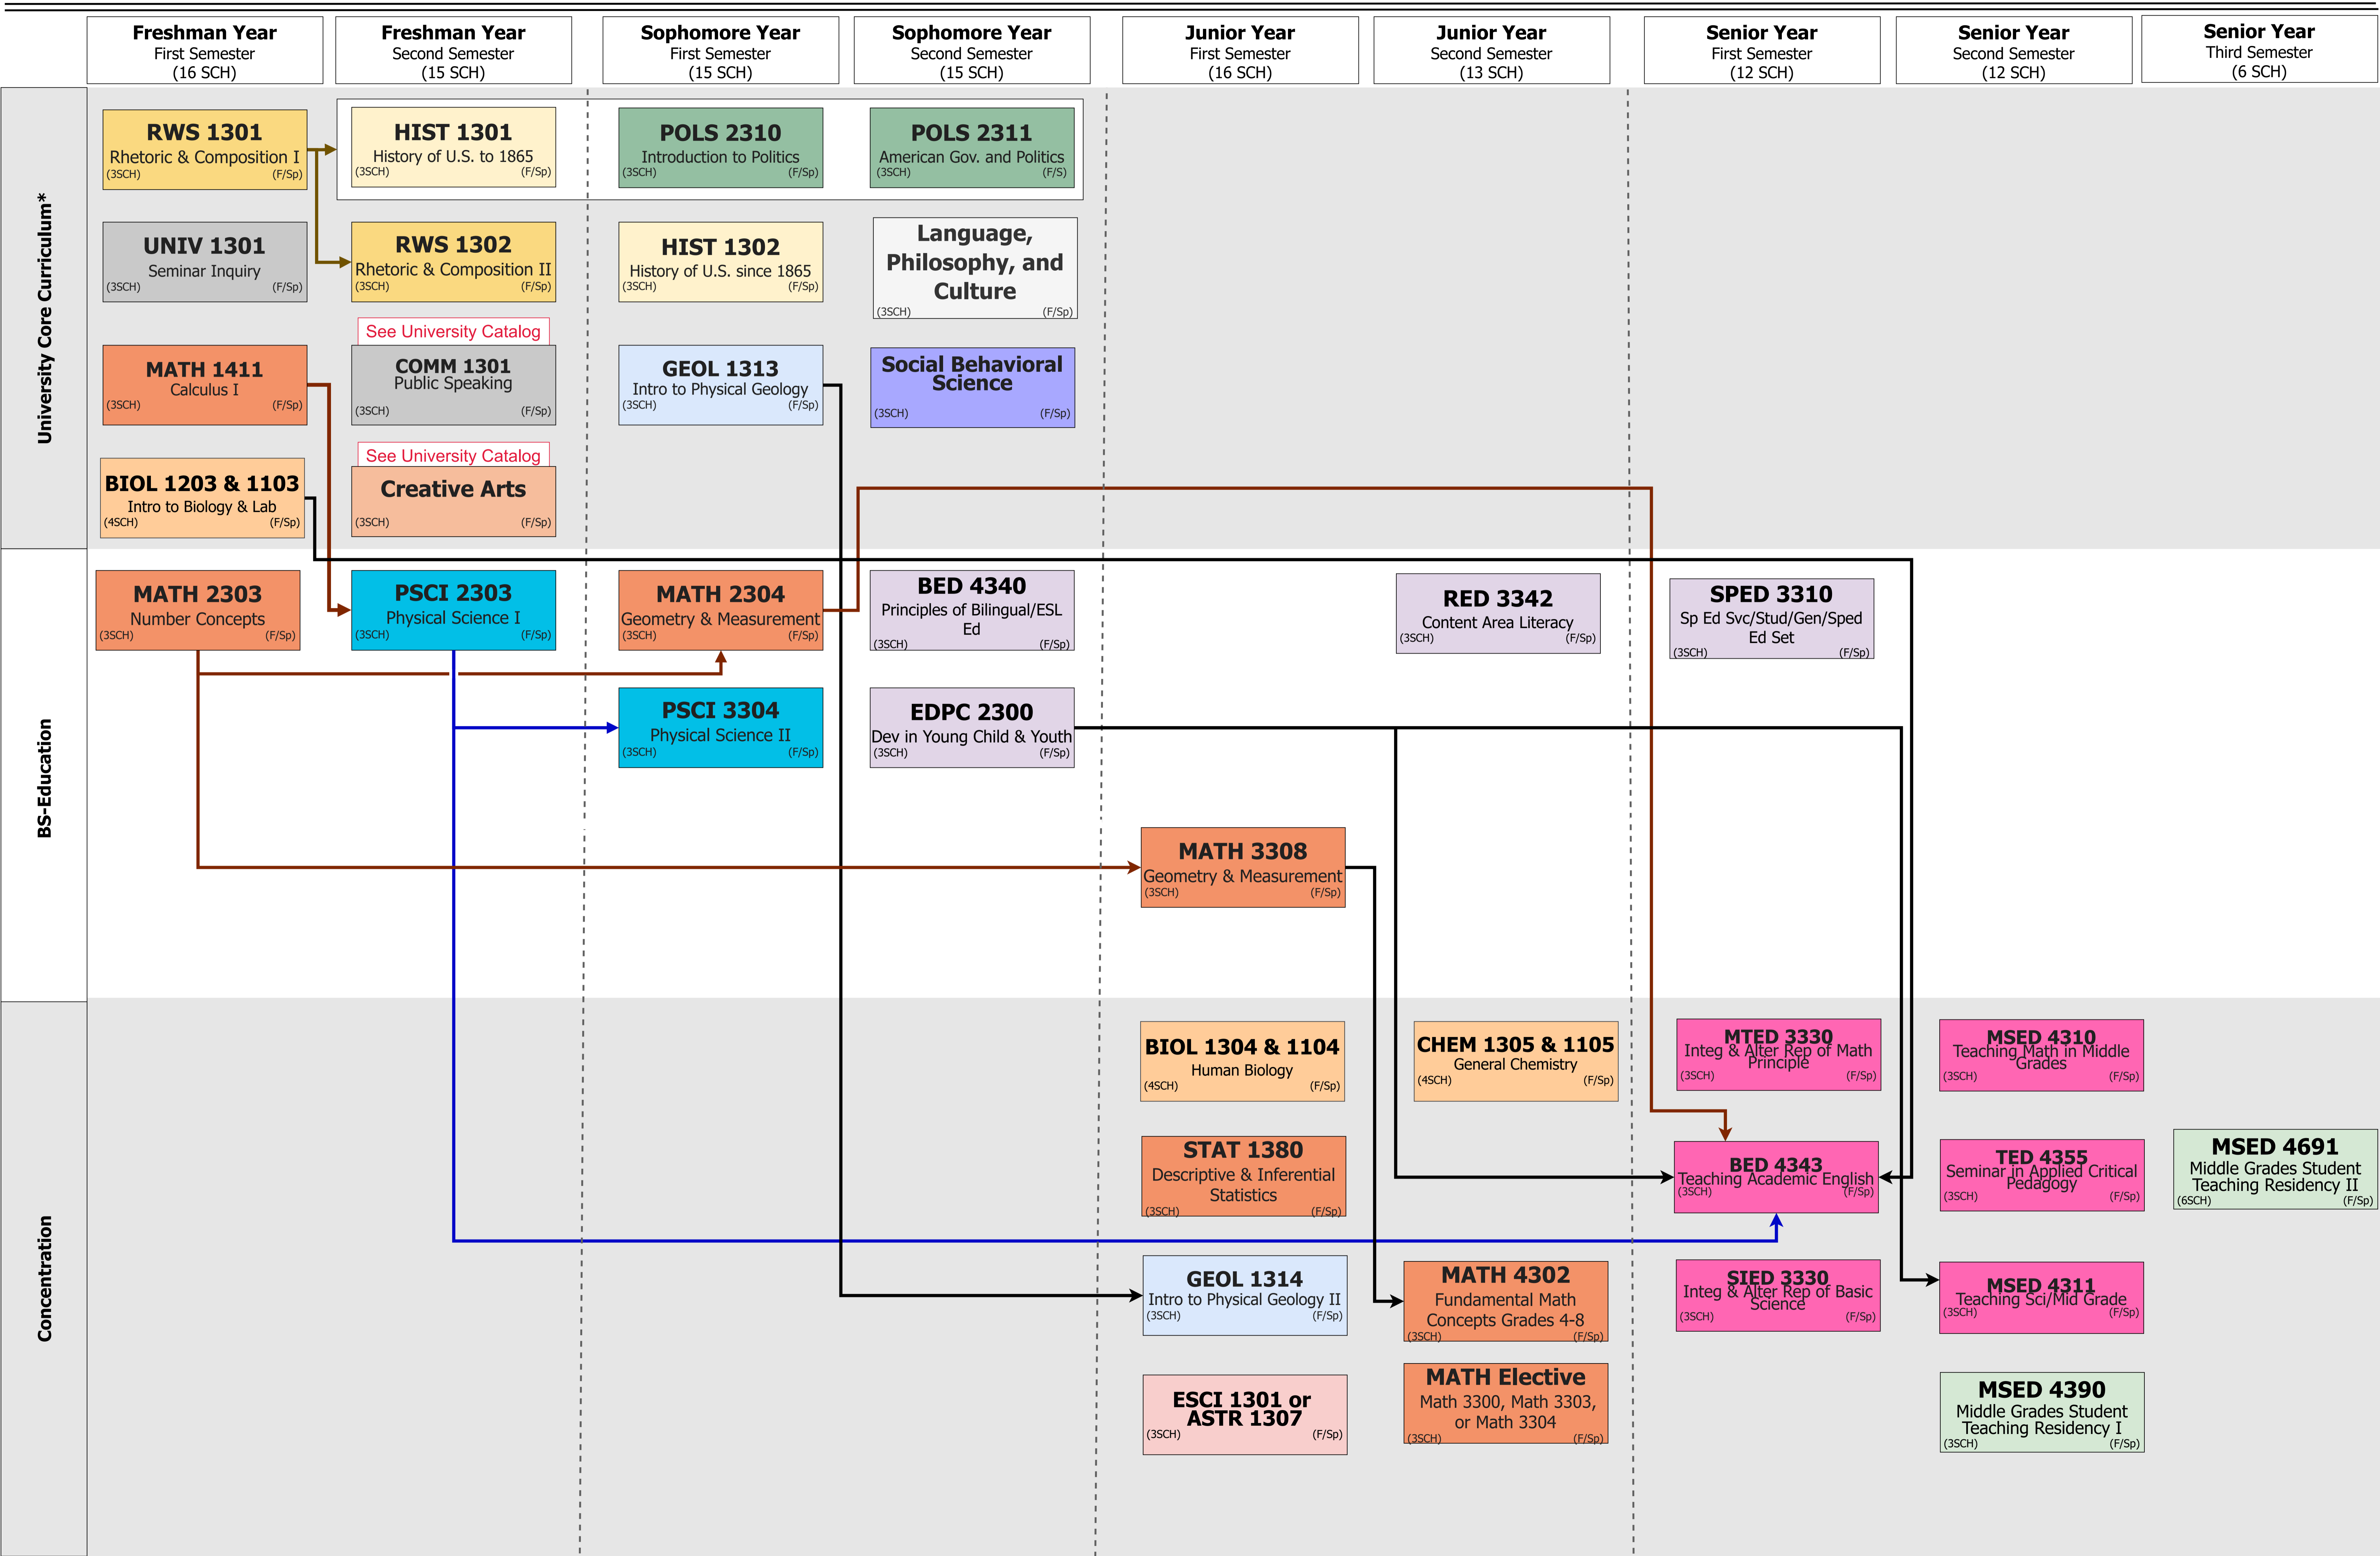 Freshman Year
First Semester
(16 SCH)
Freshman Year
Second Semester
(15 SCH)
Sophomore Year
First Semester
(15 SCH)
Sophomore Year
Second Semester
(15 SCH)
Junior Year
First Semester
(16 SCH)
Junior Year
Second Semester
(13 SCH)
Senior Year
First Semester
(12 SCH)
Senior Year
Second Semester
(12 SCH)
Senior Year
Third Semester
(6 SCH)
University Core Curriculum*
RWS 1301
Rhetoric & Composition I
(3SCH) (F/Sp)
HIST 1301
History of U.S. to 1865
(3SCH) (F/Sp)
POLS 2310
Introduction to Politics
(3SCH) (F/Sp)
POLS 2311
American Gov. and Politics
(3SCH) (F/S)
UNIV 1301
Seminar Inquiry
(3SCH) (F/Sp)
RWS 1302
Rhetoric & Composition II
(3SCH) (F/Sp)
HIST 1302
History of U.S. since 1865
(3SCH) (F/Sp)
Language,
Philosophy, and
Culture
(3SCH) (F/Sp)
MATH 1411
Calculus I
(3SCH) (F/Sp)
See University Catalog
COMM 1301
Public Speaking
(3SCH) (F/Sp)
GEOL 1313
Intro to Physical Geology
(3SCH) (F/Sp)
Social Behavioral
Science
(3SCH) (F/Sp)
BIOL 1203 & 1103
Intro to Biology & Lab
(4SCH) (F/Sp)
See University Catalog
Creative Arts
(3SCH) (F/Sp)
BS-Education
MATH 2303
Number Concepts
(3SCH) (F/Sp)
PSCI 2303
Physical Science I
(3SCH) (F/Sp)
MATH 2304
Geometry & Measurement
(3SCH) (F/Sp)
BED 4340
Principles of Bilingual/ESL
Ed
(3SCH) (F/Sp)
RED 3342
Content Area Literacy
(3SCH) (F/Sp)
SPED 3310
Sp Ed Svc/Stud/Gen/Sped
Ed Set
(3SCH) (F/Sp)
PSCI 3304
Physical Science II
(3SCH) (F/Sp)
EDPC 2300
Dev in Young Child & Youth
(3SCH) (F/Sp)
MATH 3308
Geometry & Measurement
(3SCH) (F/Sp)
Concentration
BIOL 1304 & 1104
Human Biology
(4SCH) (F/Sp)
CHEM 1305 & 1105
General Chemistry
(4SCH) (F/Sp)
MTED 3330
Integ & Alter Rep of Math
Principle
(3SCH) (F/Sp)
MSED 4310
Teaching Math in Middle
Grades
(3SCH) (F/Sp)
STAT 1380
Descriptive & Inferential
Statistics
(3SCH) (F/Sp)
BED 4343
Teaching Academic English
(3SCH) (F/Sp)
TED 4355
Seminar in Applied Critical
Pedagogy
(3SCH) (F/Sp)
MSED 4691
Middle Grades Student
Teaching Residency II
(6SCH) (F/Sp)
GEOL 1314
Intro to Physical Geology II
(3SCH) (F/Sp)
MATH 4302
Fundamental Math
Concepts Grades 4-8
(3SCH) (F/Sp)
SIED 3330
Integ & Alter Rep of Basic
Science
(3SCH) (F/Sp)
MSED 4311
Teaching Sci/Mid Grade
(3SCH) (F/Sp)
ESCI 1301 or
ASTR 1307
(3SCH) (F/Sp)
MATH Elective
Math 3300, Math 3303,
or Math 3304
(3SCH) (F/Sp)
MSED 4390
Middle Grades Student
Teaching Residency I
(3SCH) (F/Sp)